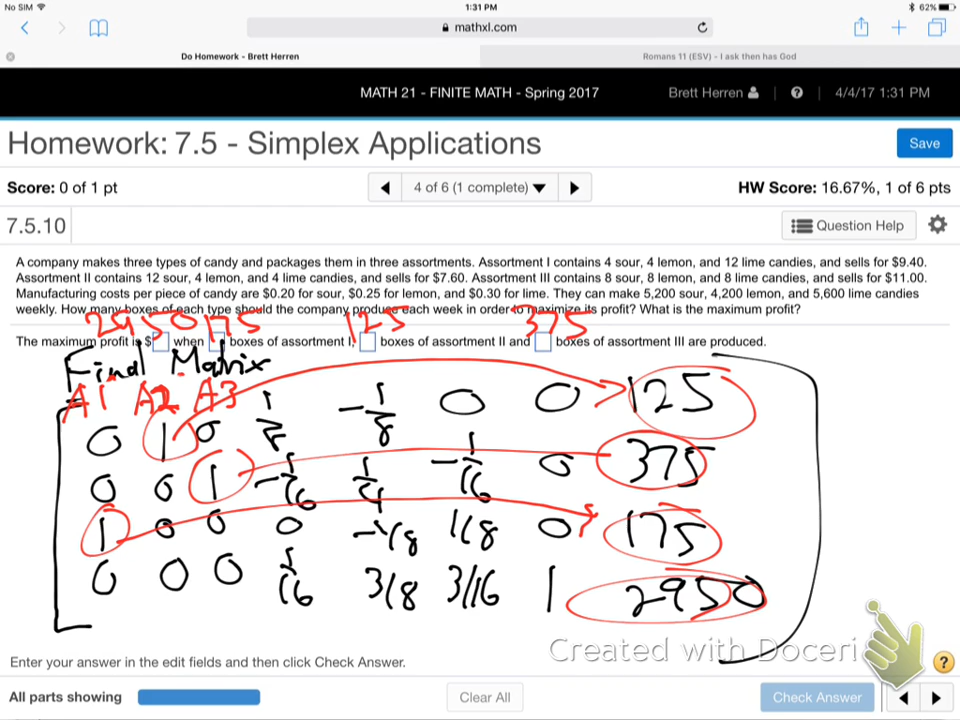 No SIM 1:31 PM 62%
mathxl.com
Do Homework - Brett Herren Romans 11 (ESV) - I ask then has God
MATH 21 - FINITE MATH - Spring 2017 Brett Herren ? 4/4/17 1:31 PM
Homework: 7.5 - Simplex Applications Save
Score: 0 of 1 pt 4 of 6 (1 complete) HW Score: 16.67%, 1 of 6 pts
7.5.10 Question Help
A company makes three types of candy and packages them in three assortments. Assortment I contains 4 sour, 4 lemon, and 12 lime candies, and sells for $9.40.
Assortment II contains 12 sour, 4 lemon, and 4 lime candies, and sells for $7.60. Assortment III contains 8 sour, 8 lemon, and 8 lime candies, and sells for $11.00.
Manufacturing costs per piece of candy are $0.20 for sour, $0.25 for lemon, and $0.30 for lime. They can make 5,200 sour, 4,200 lemon, and 5,600 lime candies
weekly. How many boxes of each type should the company produce each week in order to maximize its profit? What is the maximum profit?
2950 175 125 375
The maximum profit is $ when boxes of assortment I, boxes of assortment II and boxes of assortment III are produced.
Find Matrix
A1 A2 A3
0 1 0 -1/8 0 0 125
0 0 1 -1/16 1/4 -1/16 0 375
1 0 0 0 -1/8 1/8 0 175
0 0 0 1/16 3/8 3/16 1 2950
Created with Doceri
Enter your answer in the edit fields and then click Check Answer. ?
All parts showing Clear All Check Answer